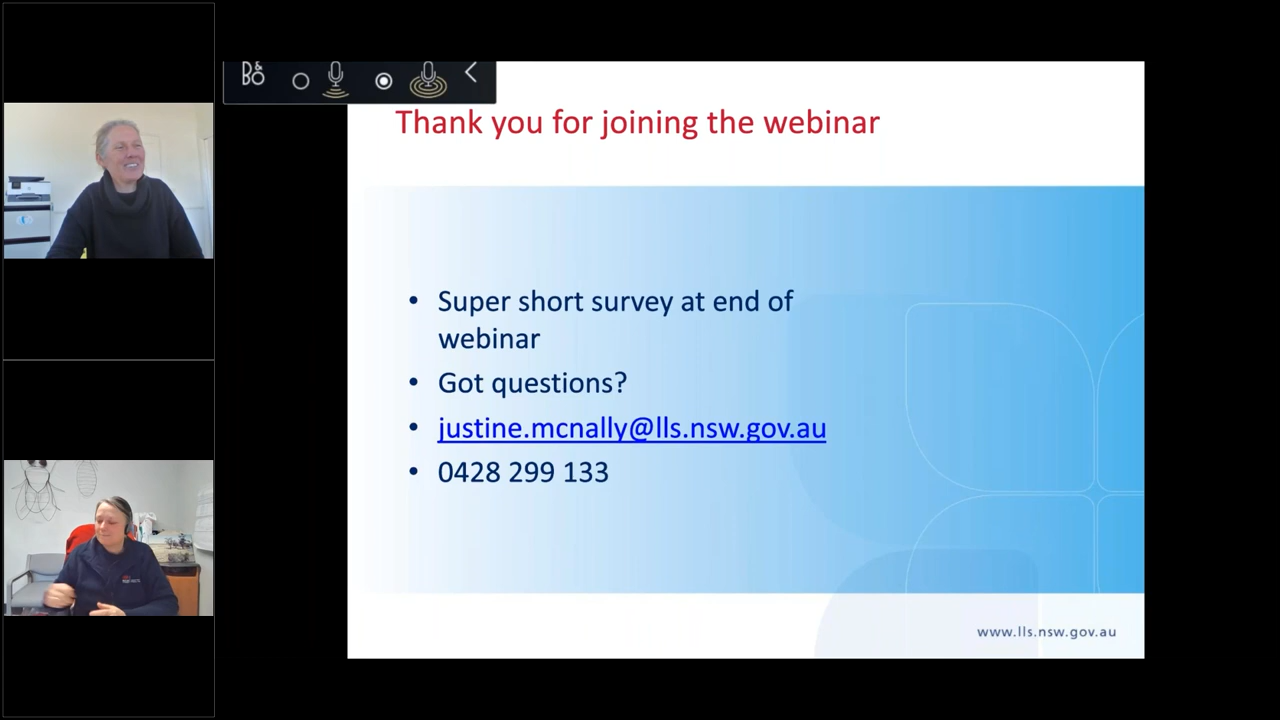 B&
BO
Thank you for joining the webinar
• Super short survey at end of
webinar
• Got questions?
• justine.mcnally@lls.nsw.gov.au
• 0428 299 133
www.lls.nsw.gov.au